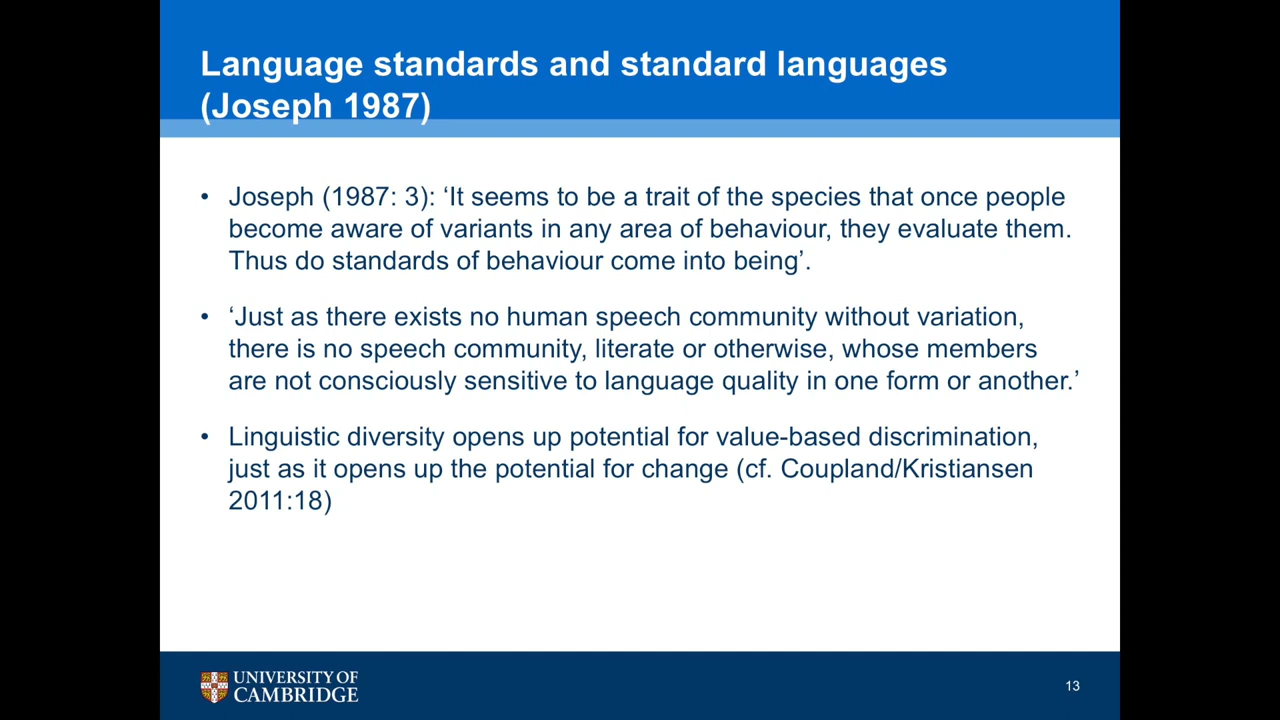 Language standards and standard languages
(Joseph 1987)
• Joseph (1987: 3): ‘It seems to be a trait of the species that once people
become aware of variants in any area of behaviour, they evaluate them.
Thus do standards of behaviour come into being’.
• ‘Just as there exists no human speech community without variation,
there is no speech community, literate or otherwise, whose members
are not consciously sensitive to language quality in one form or another.’
• Linguistic diversity opens up potential for value-based discrimination,
just as it opens up the potential for change (cf. Coupland/Kristiansen
2011:18)
UNIVERSITY OF
CAMBRIDGE
13